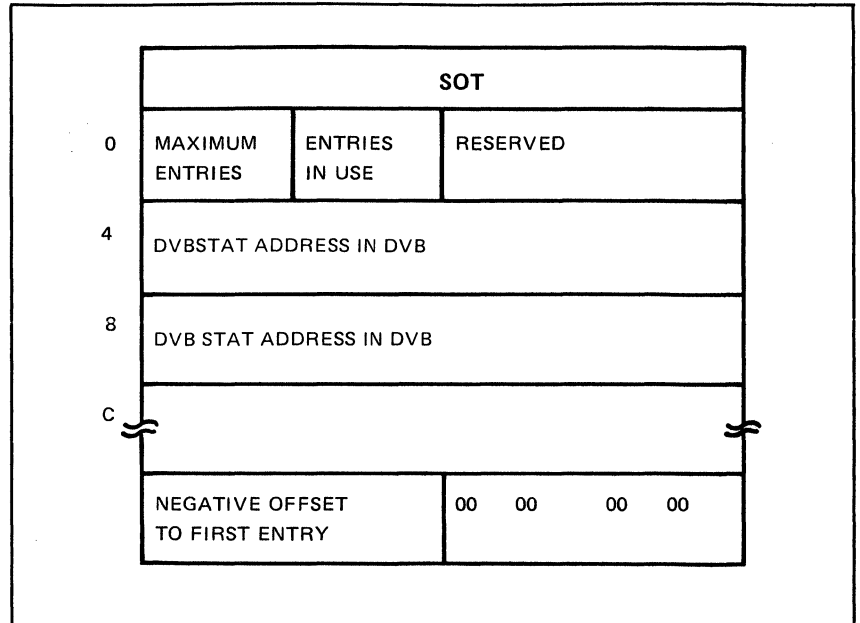 SOT
0 MAXIMUM ENTRIES RESERVED
ENTRIES IN USE
4 DVBSTAT ADDRESS IN DVB
8 DVB STAT ADDRESS IN DVB
C
NEGATIVE OFFSET 00 00 00 00
TO FIRST ENTRY